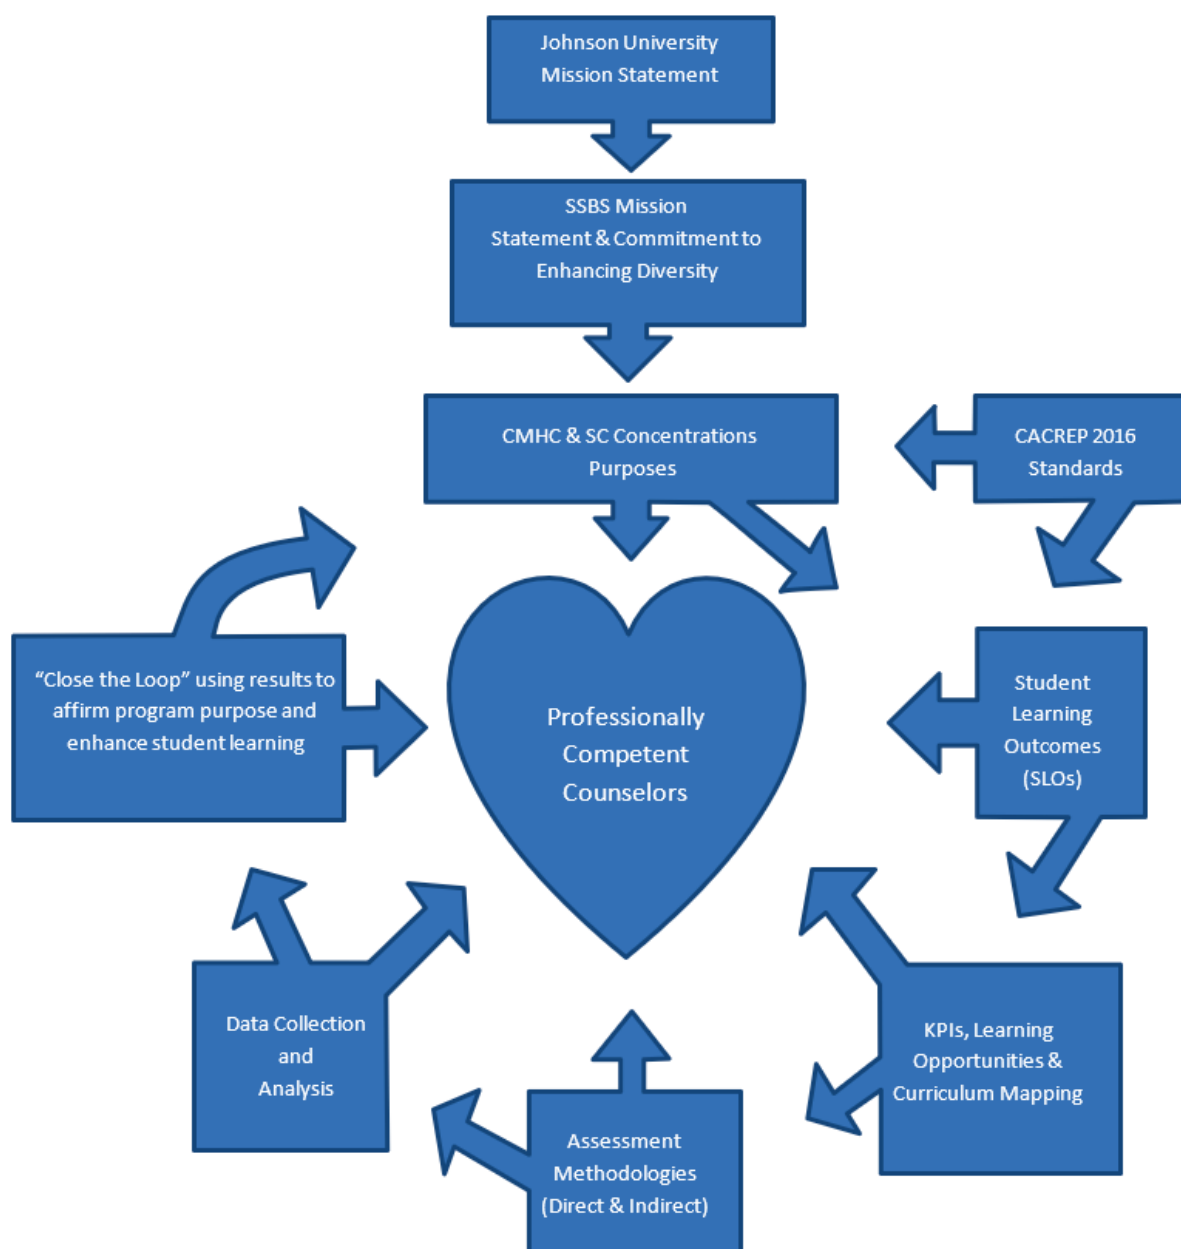 Johnson University
Mission Statement
SSBS Mission
Statement & Commitment to
Enhancing Diversity
CMHC & SC Concentrations
Purposes
CACREP 2016
Standards
“Close the Loop” using results to
affirm program purpose and
enhance student learning
Professionally
Competent
Counselors
Student
Learning
Outcomes
(SLOs)
Data Collection
and
Analysis
KPIs, Learning
Opportunities &
Curriculum Mapping
Assessment
Methodologies
(Direct & Indirect)